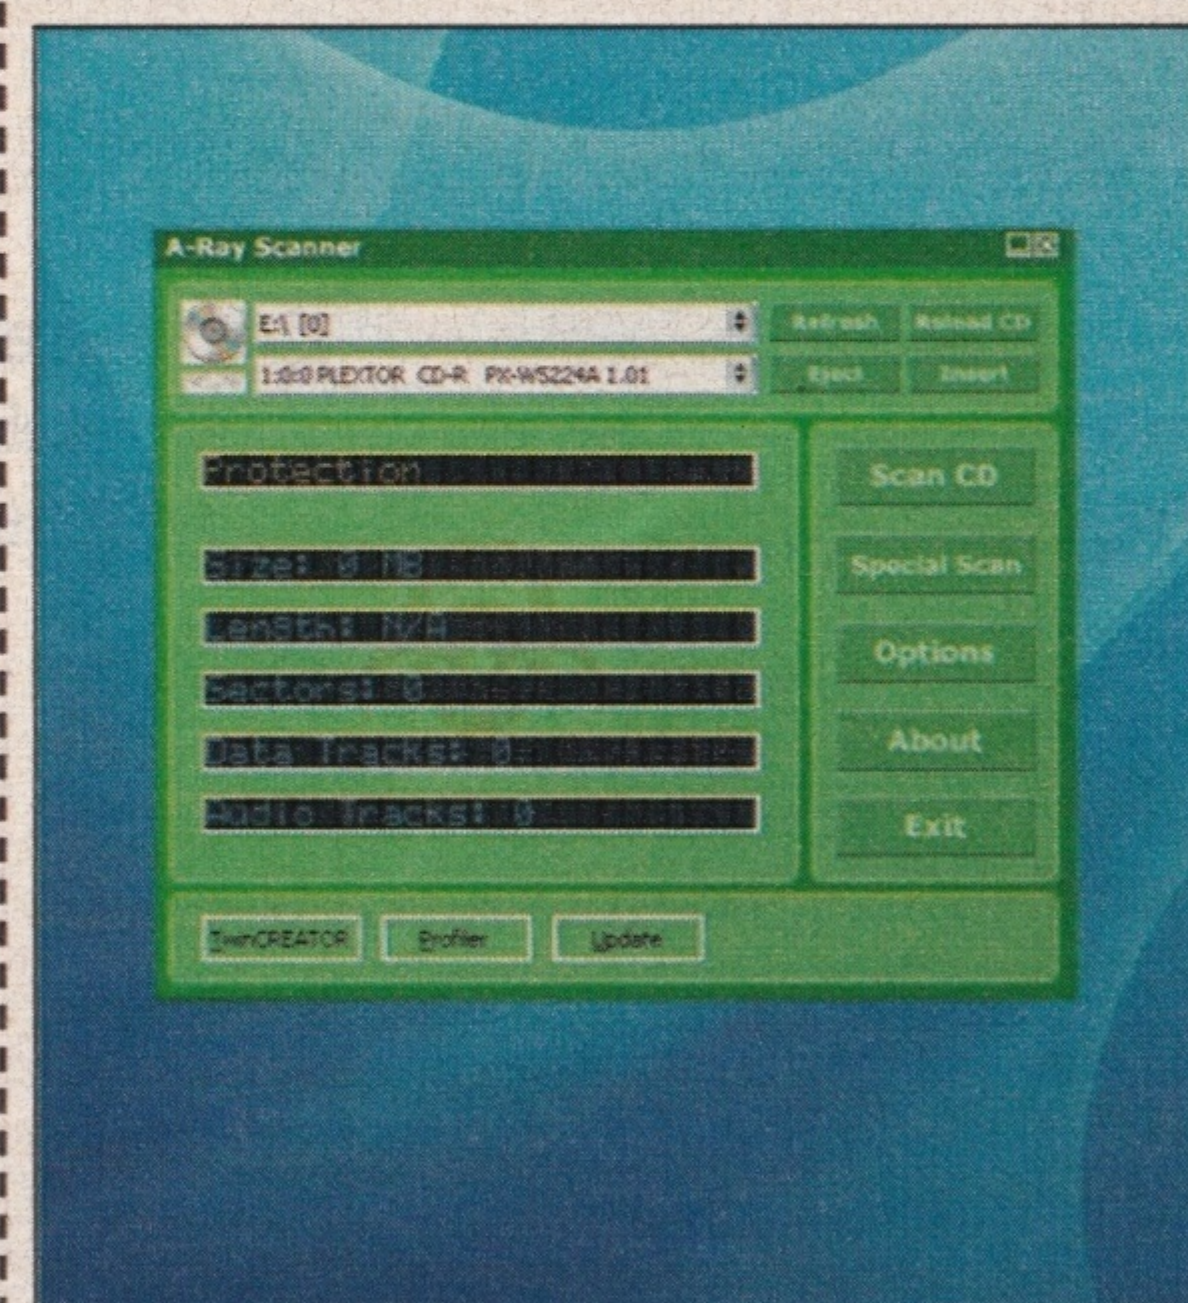 A-Ray Scanner
E:\ [0]
Refresh
Reload CD
1:0:0 PLEXTOR CD-R PX-W5224A 1.01
Eject
Insert
Protection
Scan CD
Size: 0 MB
Special Scan
Length: N/A
Options
Sectors: 0
Data Tracks: 0
About
Audio Tracks: 0
Exit
TwinCREATOR
Profiler
Update